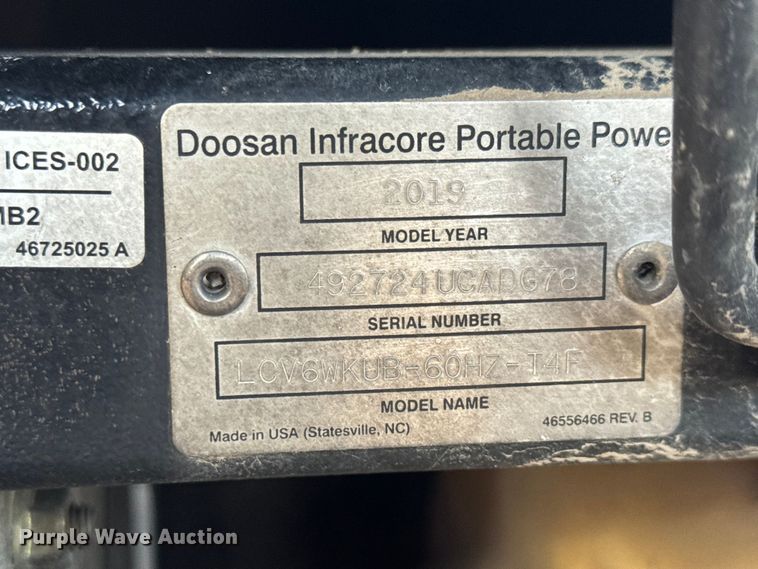 ICES-002
MB2
46725025 A
Doosan Infracore Portable Powe
2019
MODEL YEAR
492724UCADG78
SERIAL NUMBER
LCV6WKUB-60HZ-T4F
MODEL NAME
Made in USA (Statesville, NC)
46556466 REV. B
Purple Wave Auction